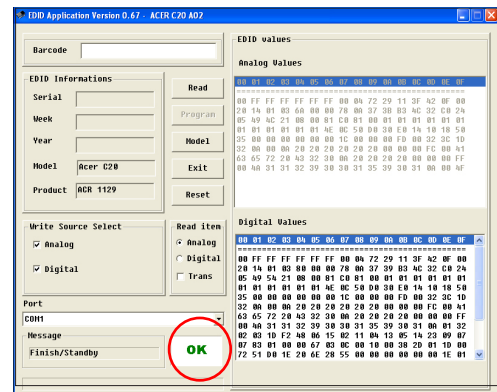 EDID Application Version 0.67 - ACER C20 A02
Barcode
EDID Informations
Serial
Week
Year
Model Acer C20
Product ACR 1129
Read
Program
Model
Exit
Reset
Write Source Select
Analog
Digital
Read item
Analog
Digital
Trans
Port
COM1
Message
Finish/Standby
OK
EDID values
Analog Values
00 01 02 03 04 05 06 07 08 09 0A 0B 0C 0D 0E 0F
================================================
00 FF FF FF FF FF FF 00 04 72 29 11 3F 42 0F 00
20 14 01 03 6A 00 00 78 0A 37 3B B3 4C 32 C0 24
05 49 4C 21 08 00 81 C0 81 00 01 01 01 01 01 01
01 01 01 01 01 01 4E 0C 50 D0 30 E0 14 10 18 50
35 00 00 00 00 00 00 1C 00 00 00 FD 00 32 3C 1D
32 0A 00 0A 20 20 20 20 20 20 00 00 00 FC 00 41
63 65 72 20 43 32 30 0A 20 20 20 20 00 00 00 FF
00 4A 31 31 32 39 30 30 31 35 39 30 31 0A 00 4F
Digital Values
00 01 02 03 04 05 06 07 08 09 0A 0B 0C 0D 0E 0F
================================================
00 FF FF FF FF FF FF 00 04 72 29 11 3F 42 0F 00
20 14 01 03 80 00 00 78 0A 37 39 B3 4C 32 C0 24
05 49 54 21 08 00 81 C0 81 00 01 01 01 01 01 01
01 01 01 01 01 01 4E 0C 50 D0 30 E0 14 10 18 50
35 00 00 00 00 00 00 1C 00 00 00 FD 00 32 3C 1D
32 0A 00 0A 20 20 20 20 20 20 00 00 00 FC 00 41
63 65 72 20 43 32 30 0A 20 20 20 20 00 00 00 FF
00 4A 31 31 32 39 30 30 31 35 39 30 31 0A 01 32
02 03 1D F2 48 06 15 02 11 04 13 05 14 23 09 07
07 83 01 00 00 67 03 0C 00 10 00 38 2D 01 1D 00
72 51 D0 1E 20 6E 28 55 00 00 00 00 00 00 1E 01